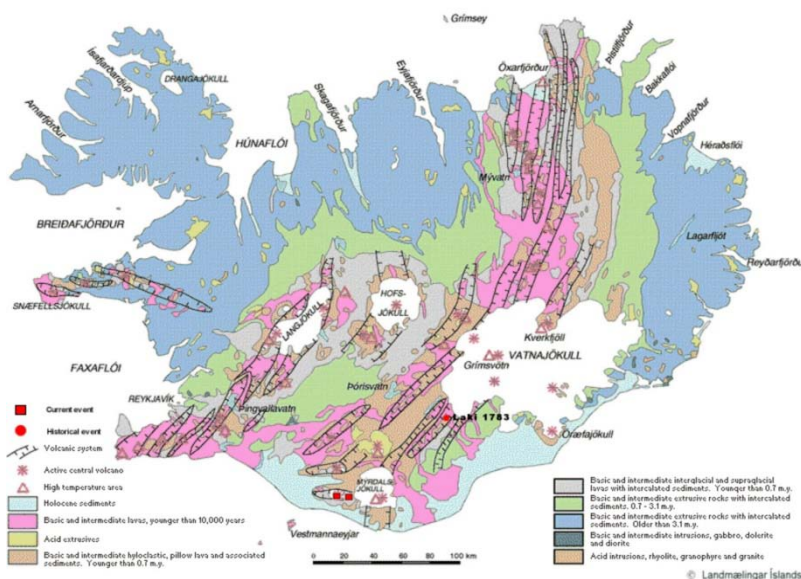 Grímsey
Ísafjarðardjúp
DRANGAJÖKULL
Arnarfjörður
HÚNAFLÓI
Skagafjörður
Eyjafjörður
Öxarfjörður
Þistilfjörður
Bakkaflói
Vopnafjörður
Héraðsflói
Mývatn
BREIÐAFJÖRÐUR
Lagarfljót
Reyðarfjörður
SNÆFELLSJÖKULL
LANGJÖKULL
HOFS-
JÖKULL
Kverkfjöll
VATNAJÖKULL
Grímsvötn
FAXAFLÓI
Þórisvatn
REYKJAVÍK
Þingvallavatn
Laki 1783
Öræfajökull
MÝRDALS-
JÖKULL
Vestmannaeyjar
Current event
Historical event
Volcanic system
Active central volcano
High temperature area
Holocene sediments
Basic and intermediate lavas, younger than 10,000 years
Acid extrusives
Basic and intermediate hyloclastic, pillow lava and associated
sediments. Younger than 0.7 m.y.
0 20 40 60 80 100 km
Basic and intermediate interglacial and supraglacial
lavas with intercalated sediments. Younger than 0.7 m.y.
Basic and intermediate extrusive rocks with intercalated
sediments. 0.7 - 3.1 m.y.
Basic and intermediate extrusive rocks with intercalated
sediments. Older than 3.1 m.y.
Basic and intermediate intrusions, gabbro, dolerite
and diorite
Acid intrusions, rhyolite, granophyre and granite
© Landmælingar Íslands